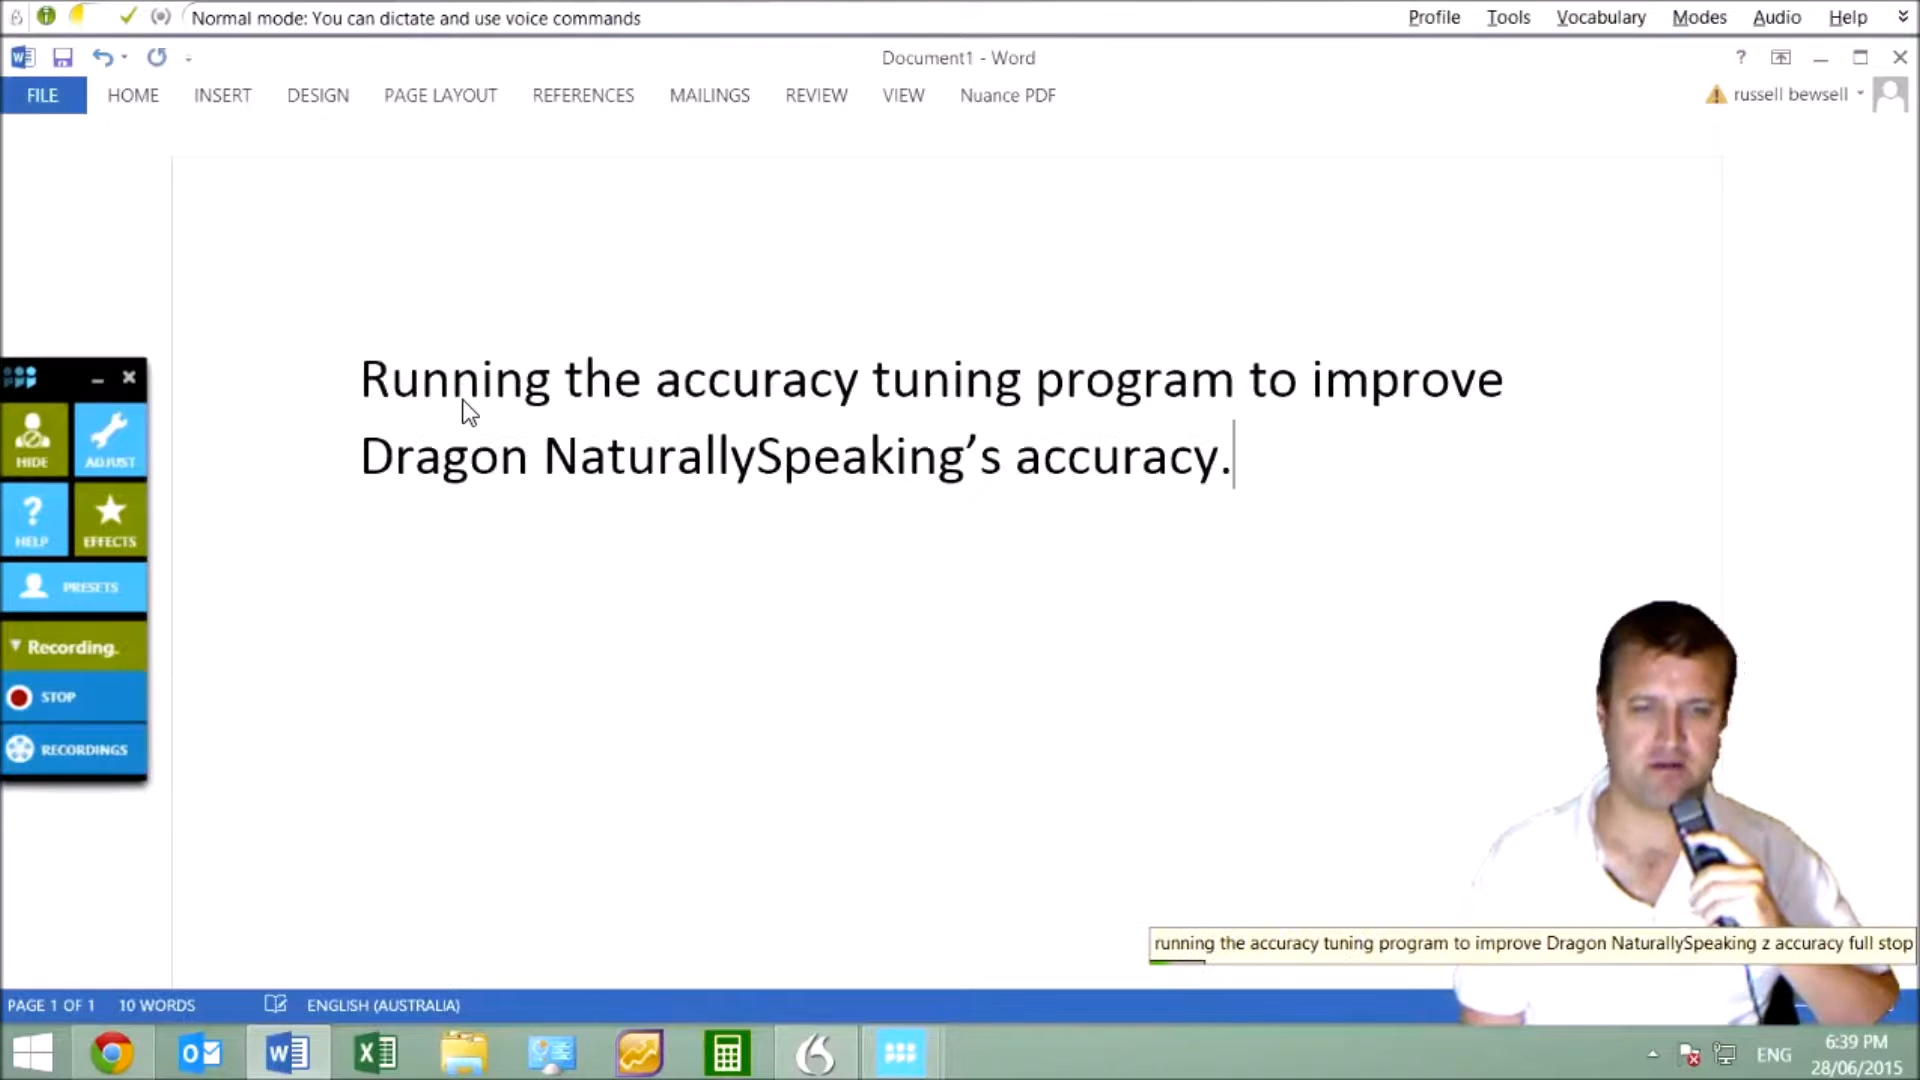 Normal mode: You can dictate and use voice commands
Profile Tools Vocabulary Modes Audio Help
Document1 - Word
?
FILE HOME INSERT DESIGN PAGE LAYOUT REFERENCES MAILINGS REVIEW VIEW Nuance PDF
russell bewsell
Running the accuracy tuning program to improve
Dragon NaturallySpeaking’s accuracy.
HIDE ADJUST
HELP EFFECTS
PRESETS
Recording.
STOP
RECORDINGS
running the accuracy tuning program to improve Dragon NaturallySpeaking z accuracy full stop
PAGE 1 OF 1 10 WORDS ENGLISH (AUSTRALIA)
ENG
6:39 PM
28/06/2015